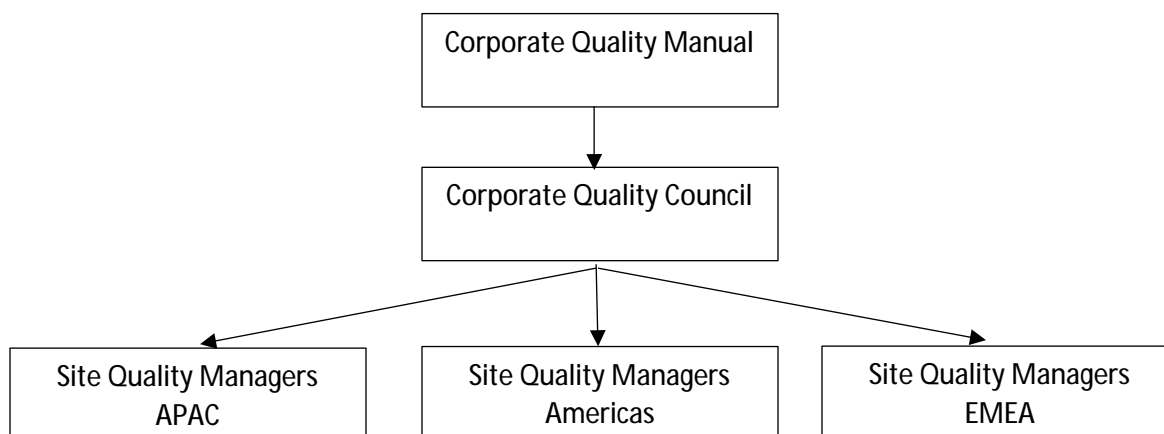 Corporate Quality Manual
Corporate Quality Council
Site Quality Managers
APAC
Site Quality Managers
Americas
Site Quality Managers
EMEA